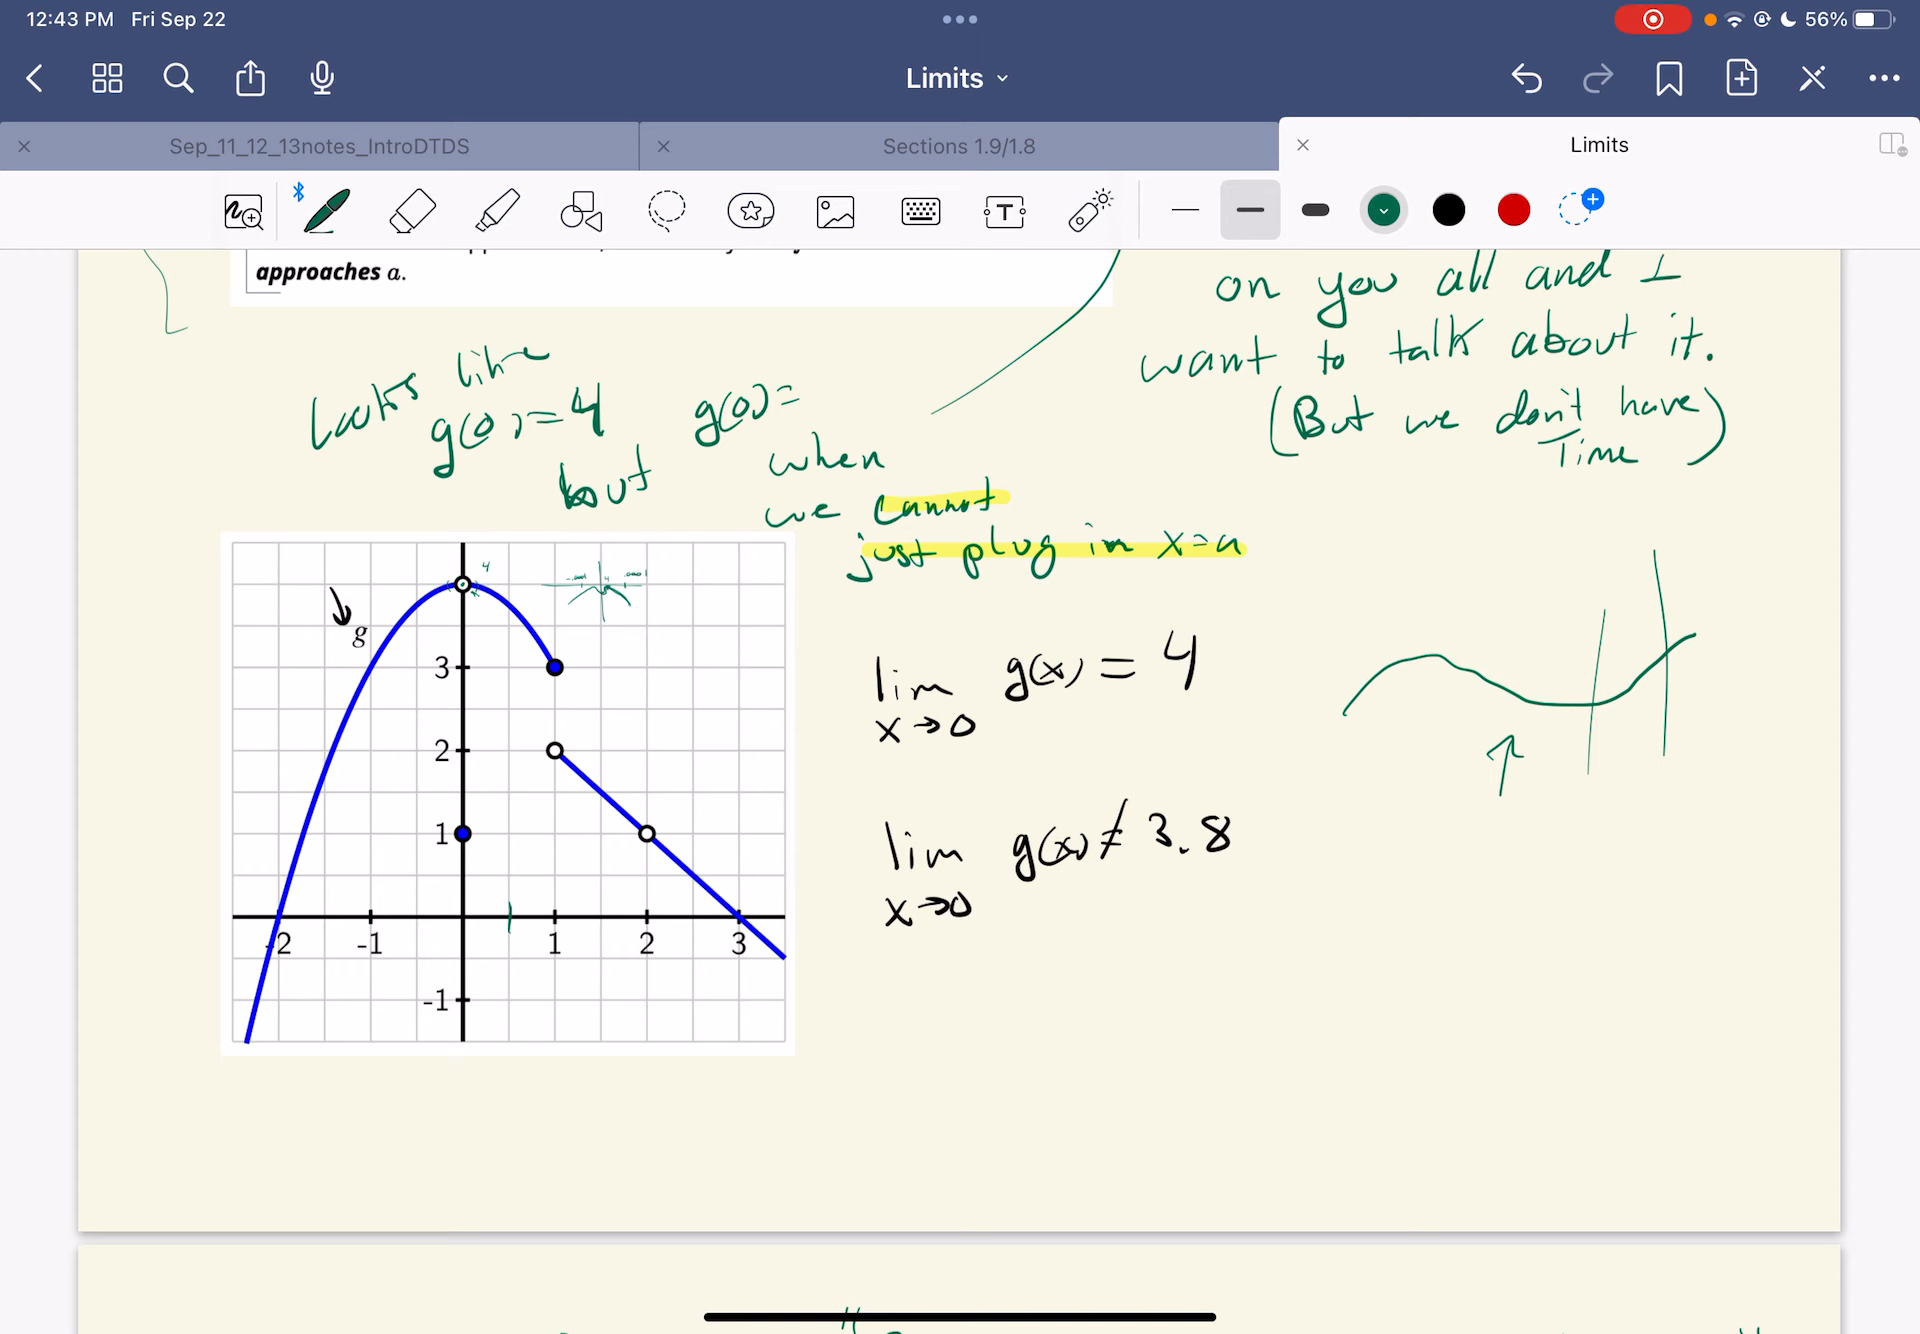 12:43 PM Fri Sep 22
56%
Limits
Sep_11_12_13notes_IntroDTDS
Sections 1.9/1.8
Limits
T
approaches a.
on you all and I
want to talk about it.
(But we don't have)
Time
Looks like
g(0)=4
but
g(0)=
when
we cannot
just plug in x=a
4
g
3
2
1
-2 -1 1 2 3
-1
lim g(x) = 4
x→0
lim g(x) ≠ 3.8
x→0